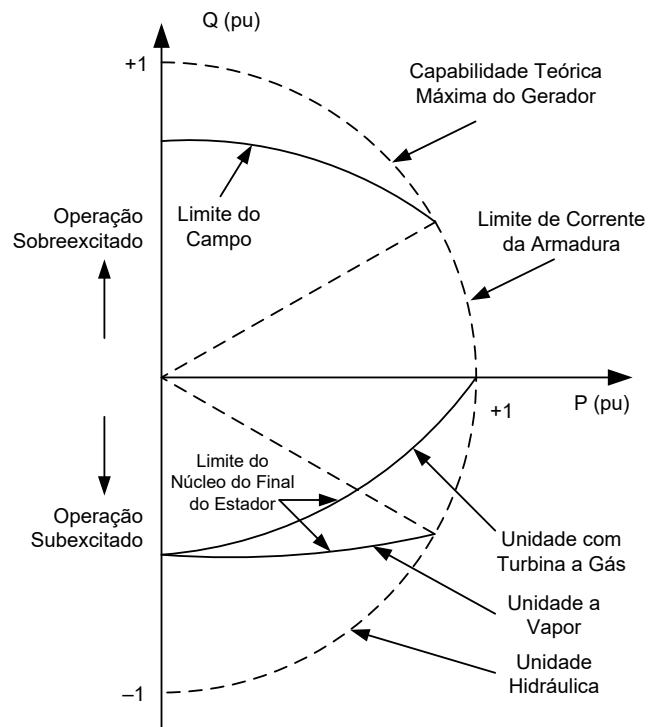 Q (pu)
+1
Capabilidade Teórica
Máxima do Gerador
Operação
Sobreexcitado
Limite do
Campo
Limite de Corrente
da Armadura
+1
P (pu)
Limite do
Núcleo do Final
do Estador
Operação
Subexcitado
Unidade com
Turbina a Gás
Unidade a
Vapor
Unidade
Hidráulica
–1